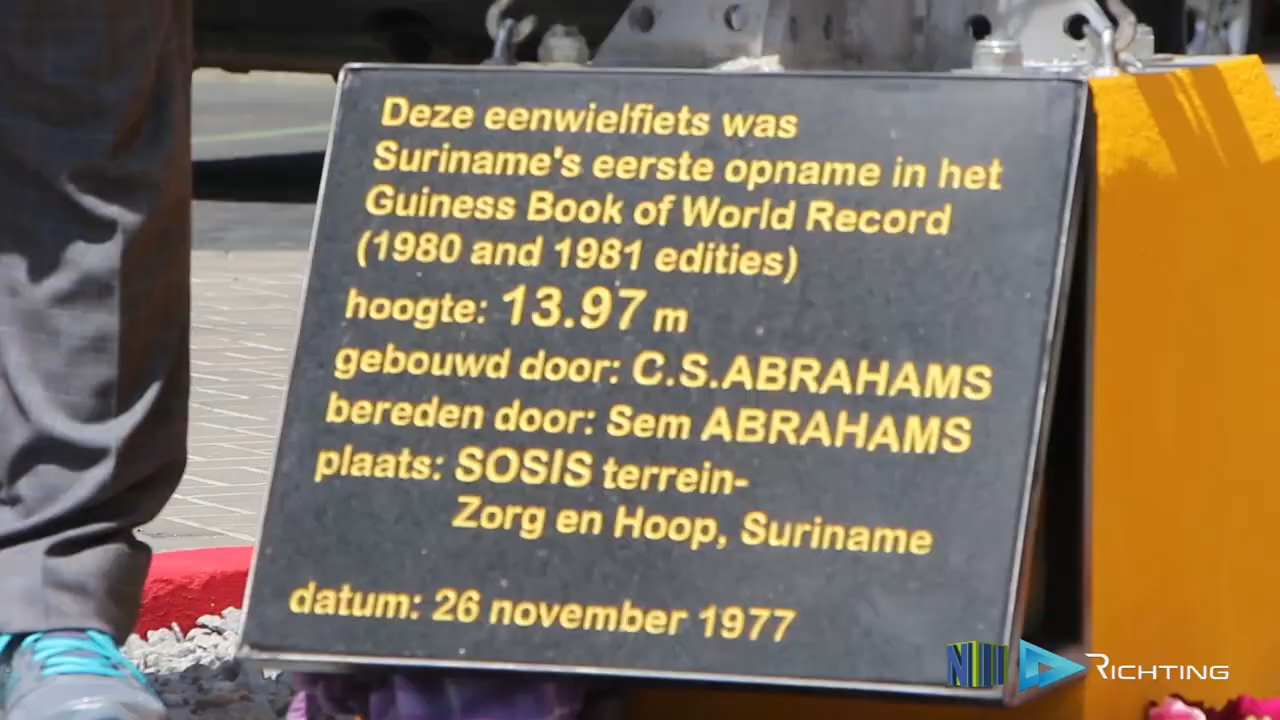 Deze eenwielfiets was
Suriname's eerste opname in het
Guiness Book of World Record
(1980 and 1981 edities)
hoogte: 13.97 m
gebouwd door: C.S.ABRAHAMS
bereden door: Sem ABRAHAMS
plaats: SOSIS terrein-
Zorg en Hoop, Suriname
datum: 26 november 1977
RICHTING